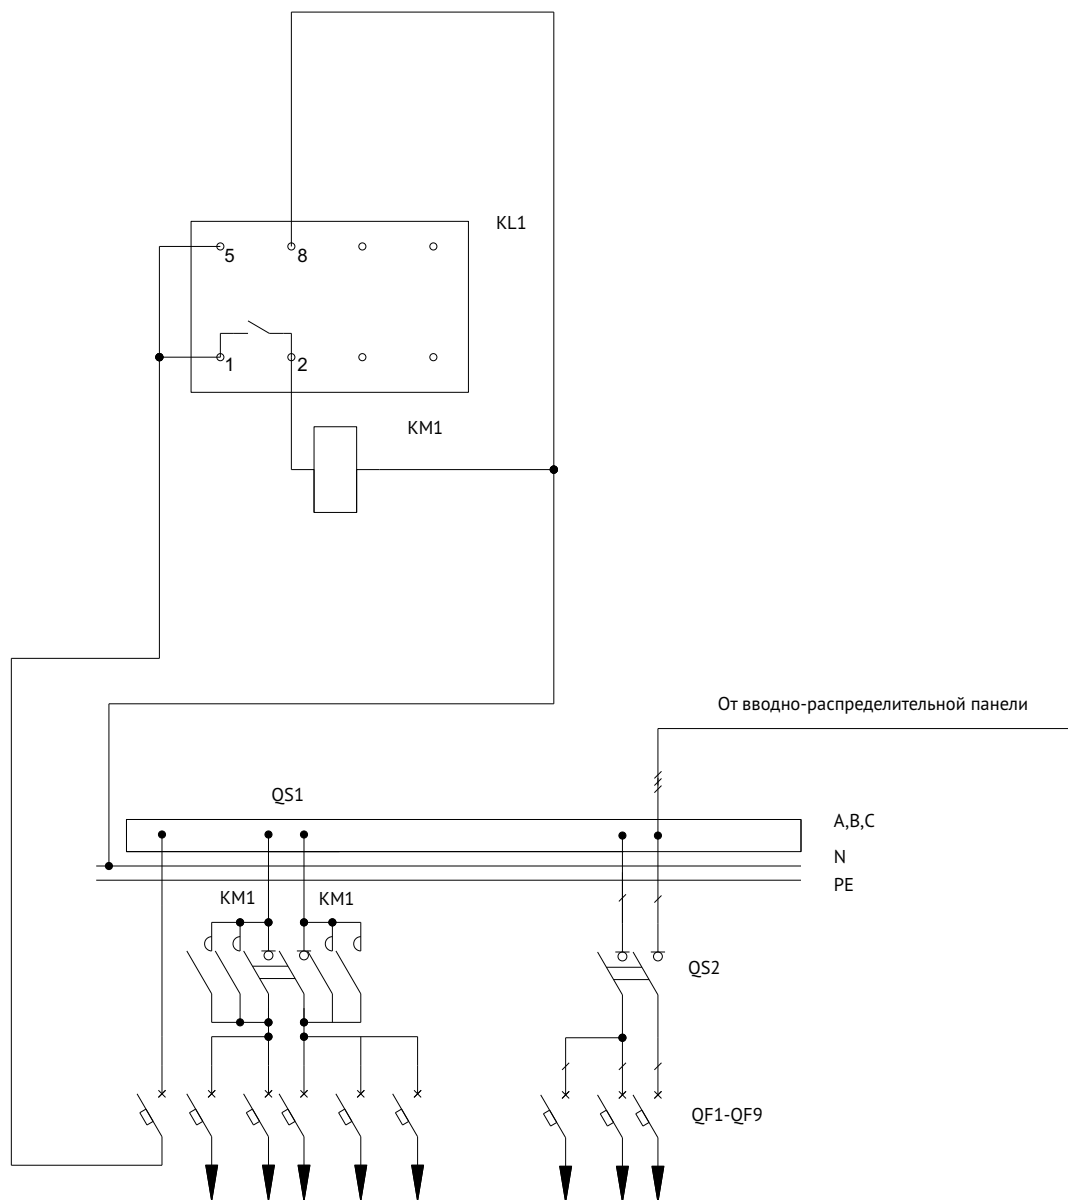 KL1
5 8
1 2
KM1
От вводно-распределительной панели
QS1
A,B,C
N
PE
KM1 KM1
QS2
QF1-QF9